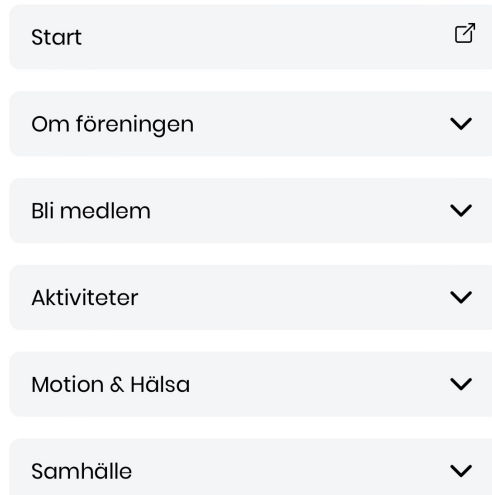 Start
Om föreningen
Bli medlem
Aktiviteter
Motion & Hälsa
Samhälle